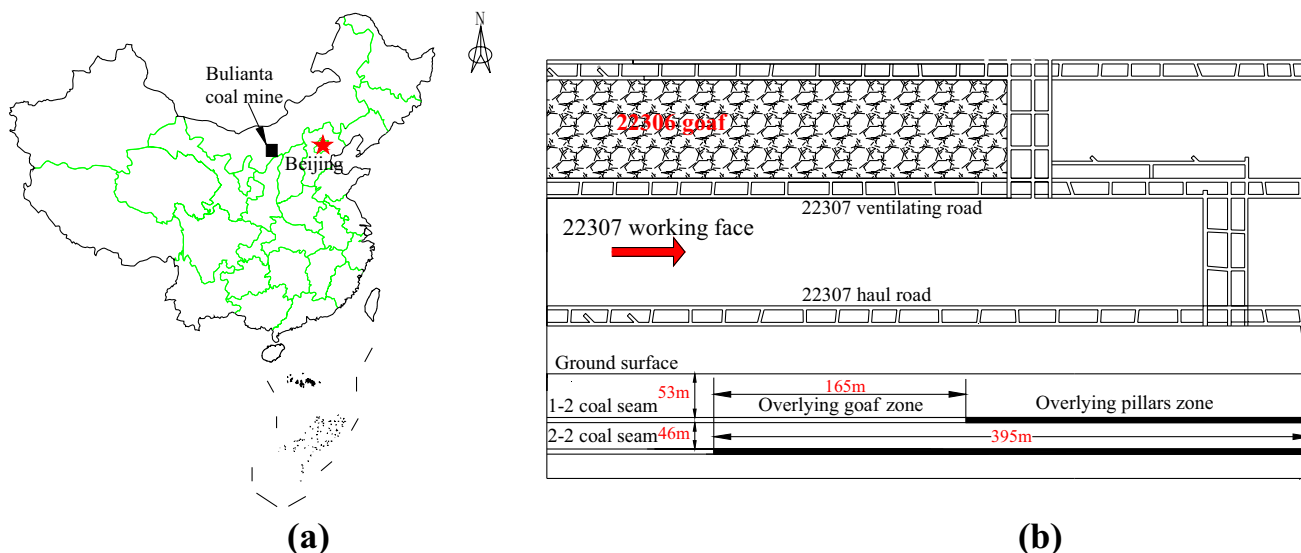 N
Bulianta
coal mine
Beijing
(a)
22306 goaf
22307 ventilating road
22307 working face
22307 haul road
Ground surface
53m
165m
1-2 coal seam
Overlying goaf zone
Overlying pillars zone
2-2 coal seam
46m
395m
(b)